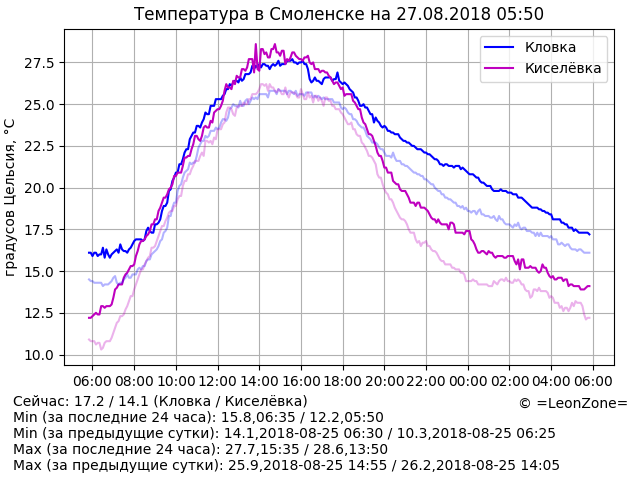 Температура в Смоленске на 27.08.2018 05:50
Кловка
Киселёвка
градусов Цельсия, °C
27.5
25.0
22.5
20.0
17.5
15.0
12.5
10.0
06:00 08:00 10:00 12:00 14:00 16:00 18:00 20:00 22:00 00:00 02:00 04:00 06:00
Сейчас: 17.2 / 14.1 (Кловка / Киселёвка)
© =LeonZone=
Min (за последние 24 часа): 15.8,06:35 / 12.2,05:50
Min (за предыдущие сутки): 14.1,2018-08-25 06:30 / 10.3,2018-08-25 06:25
Max (за последние 24 часа): 27.7,15:35 / 28.6,13:50
Max (за предыдущие сутки): 25.9,2018-08-25 14:55 / 26.2,2018-08-25 14:05